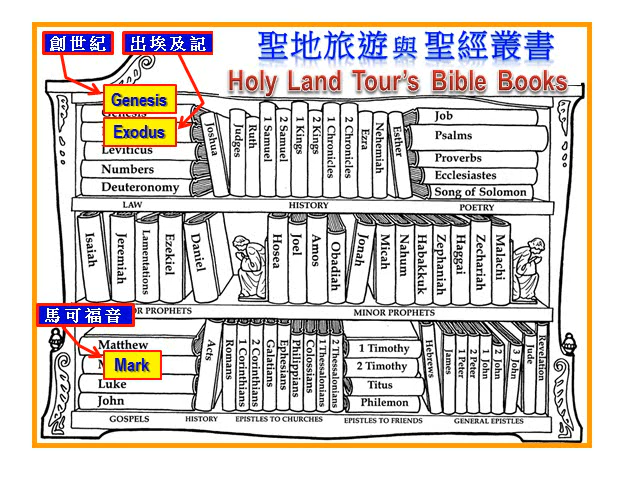 創世紀
出埃及記
聖地旅遊與聖經叢書
Holy Land Tour's Bible Books
Genesis
Genesis
Exodus
Leviticus
Numbers
Deuteronomy
Joshua
Judges
Ruth
1 Samuel
2 Samuel
1 Kings
2 Kings
1 Chronicles
2 Chronicles
Ezra
Nehemiah
Esther
Job
Psalms
Proverbs
Ecclesiastes
Song of Solomon
LAW
HISTORY
POETRY
Isaiah
Jeremiah
Lamentations
Ezekiel
Daniel
Hosea
Joel
Amos
Obadiah
Jonah
Micah
Nahum
Habakkuk
Zephaniah
Haggai
Zechariah
Malachi
馬可福音
PROPHETS
MINOR PROPHETS
Matthew
Mark
Luke
John
Acts
Romans
1 Corinthians
2 Corinthians
Galatians
Ephesians
Philippians
Colossians
1 Thessalonians
2 Thessalonians
1 Timothy
2 Timothy
Titus
Philemon
Hebrews
James
1 Peter
2 Peter
1 John
2 John
3 John
Jude
Revelation
GOSPELS
HISTORY
EPISTLES TO CHURCHES
EPISTLES TO FRIENDS
GENERAL EPISTLES